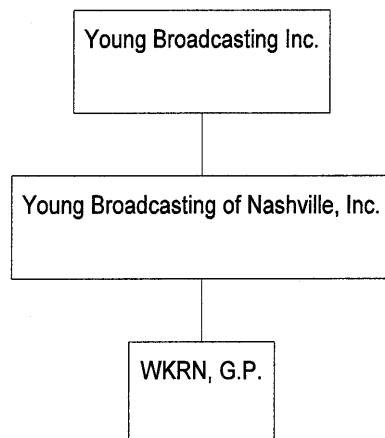 Young Broadcasting Inc.
Young Broadcasting of Nashville, Inc.
WKRN, G.P.